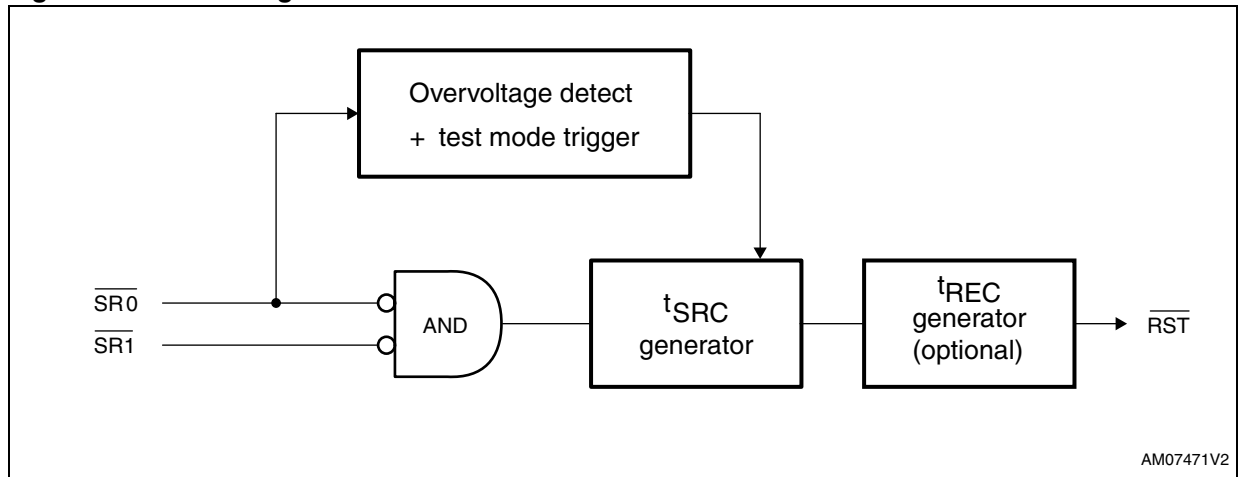 Overvoltage detect
+ test mode trigger
SR0
SR1
AND
tSRC
generator
tREC
generator
(optional)
RST
AM07471V2